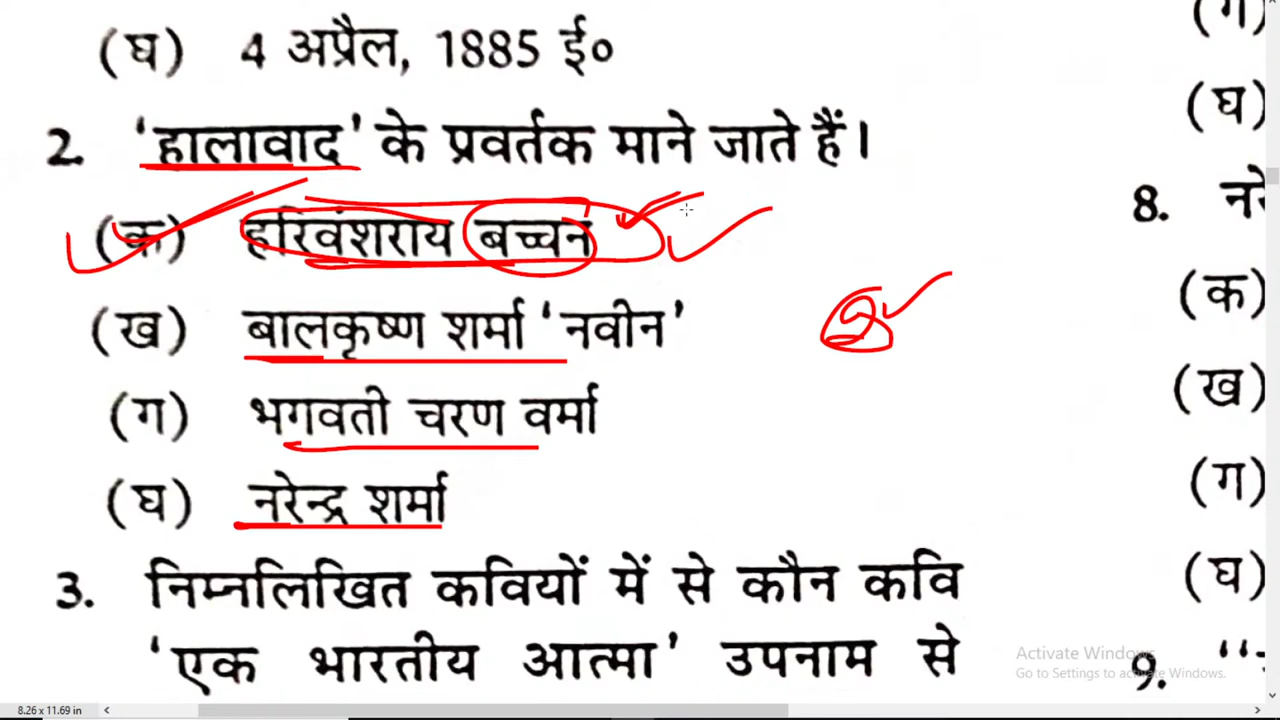 (घ) 4 अप्रैल, 1885 ई०
2. 'हालावाद' के प्रवर्तक माने जाते हैं।
(क) हरिवंशराय बच्चन
(ख) बालकृष्ण शर्मा 'नवीन'
(ग) भगवती चरण वर्मा
(घ) नरेन्द्र शर्मा
3. निम्नलिखित कवियों में से कौन कवि
'एक भारतीय आत्मा' उपनाम से
(ग)
(घ)
8.
(क)
(ख)
(ग)
(घ)
9.
Activate Windows
Go to Settings to activate Windows.
8.26 x 11.69 in